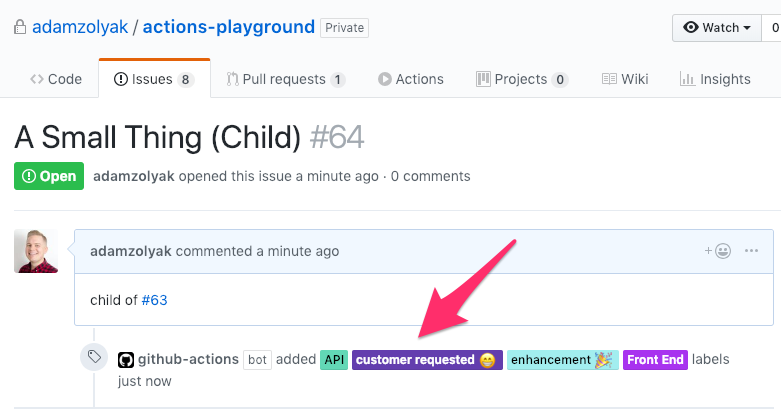 adamzolyak / actions-playground Private
Watch 0
Code Issues 8 Pull requests 1 Actions Projects 0 Wiki Insights
A Small Thing (Child) #64
Open adamzolyak opened this issue a minute ago · 0 comments
adamzolyak commented a minute ago
child of #63
github-actions bot added API customer requested 😁 enhancement 🎉 Front End labels
just now